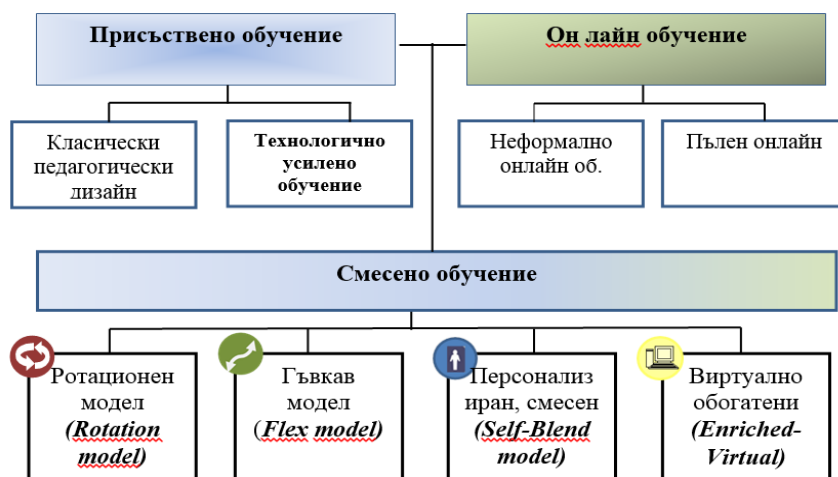 Присъствено обучение
Он лайн обучение
Класически
педагогически
дизайн
Технологично
усилено
обучение
Неформално
онлайн об.
Пълен онлайн
Смесено обучение
Ротационен
модел
(Rotation
model)
Гъвкав
модел
(Flex model)
Персонализ
иран, смесен
(Self-Blend
model)
Виртуално
обогатени
(Enriched-
Virtual)